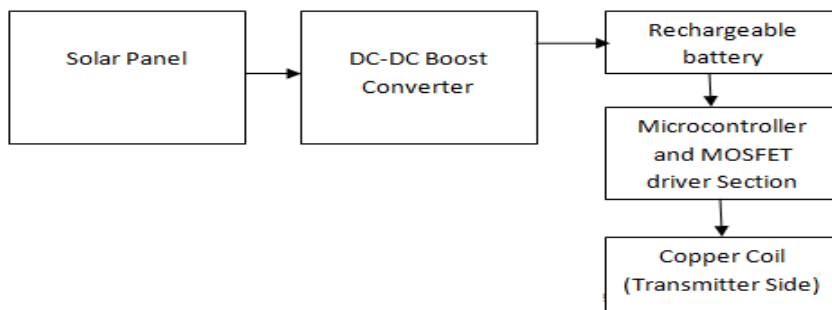 Solar Panel
DC-DC Boost
Converter
Rechargeable
battery
Microcontroller
and MOSFET
driver Section
Copper Coil
(Transmitter Side)